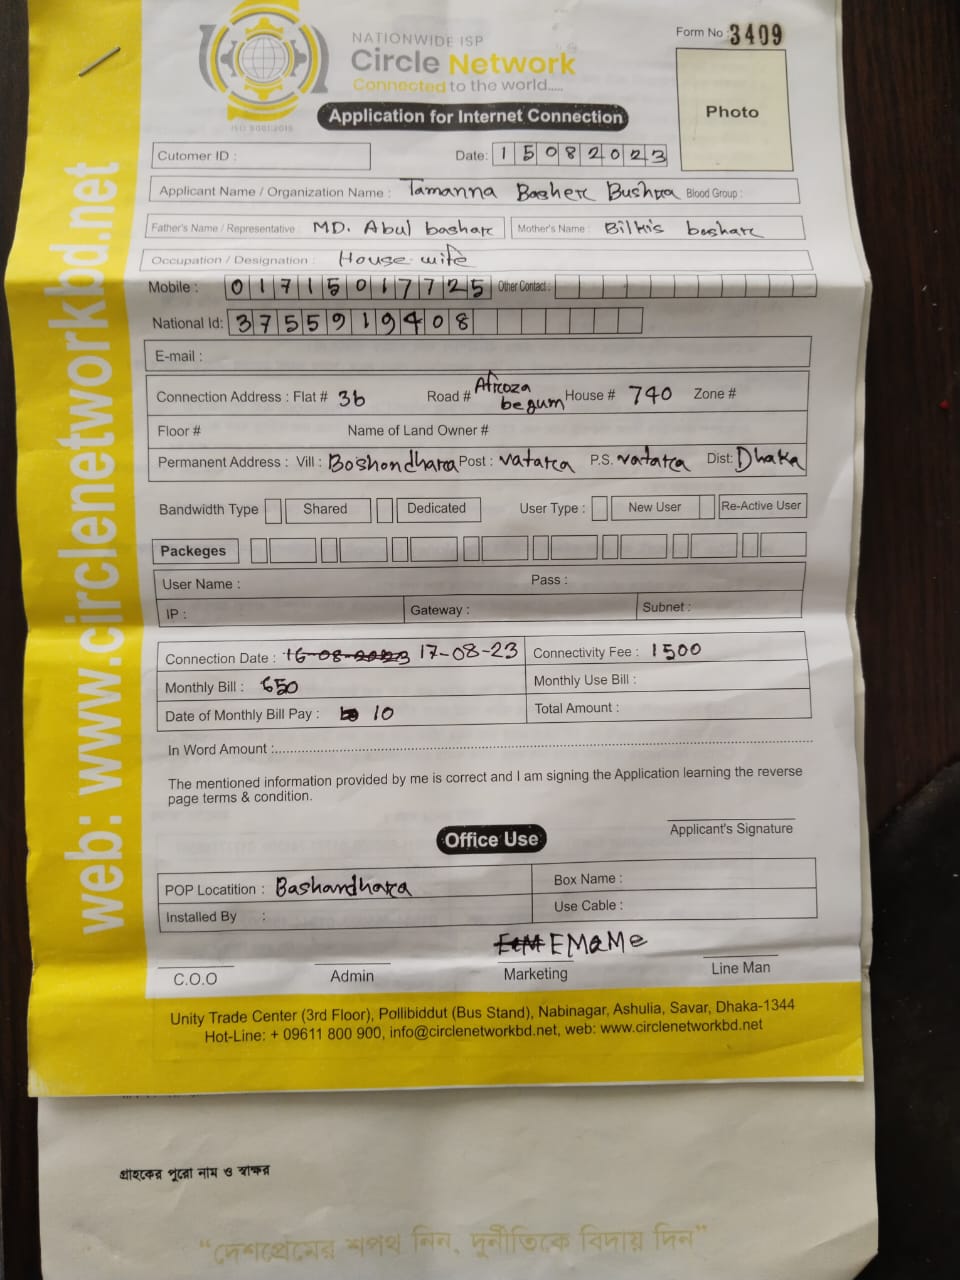 NATIONWIDE ISP
Circle Network
Connected to the world.....
ISO 9001:2015
Form No : 3409
Photo
Application for Internet Connection
Cutomer ID :
Date: 15082023
Applicant Name / Organization Name : Tamanna Basher Bushra Blood Group :
Father's Name / Representative : MD. Abul bashar Mother's Name : Bilkis bashar
Occupation / Designation : House wife
Mobile : 01715017725 Other Contact :
National Id: 3755919408
E-mail :
Connection Address : Flat # 3b Road # Afroza begum House # 740 Zone #
Floor # Name of Land Owner #
Permanent Address : Vill : Boshondhara Post : vatara P.S. vatara Dist: Dhaka
Bandwidth Type Shared Dedicated User Type : New User Re-Active User
Packeges
User Name : Pass :
IP : Gateway : Subnet :
Connection Date : 16-08-2023 17-08-23 Connectivity Fee : 1500
Monthly Bill : 650 Monthly Use Bill :
Date of Monthly Bill Pay : 10 Total Amount :
In Word Amount :
The mentioned information provided by me is correct and I am signing the Application learning the reverse
page terms & condition.
Applicant's Signature
Office Use
POP Locatition : Bashandhara Box Name :
Installed By : Use Cable :
EMaMe
C.O.O Admin Marketing Line Man
Unity Trade Center (3rd Floor), Pollibiddut (Bus Stand), Nabinagar, Ashulia, Savar, Dhaka-1344
Hot-Line: + 09611 800 900, info@circlenetworkbd.net, web: www.circlenetworkbd.net
web: www.circlenetworkbd.net
গ্রাহকের পুরো নাম ও স্বাক্ষর
“দেশপ্রেমের শপথ নিন, দুর্নীতিকে বিদায় দিন”